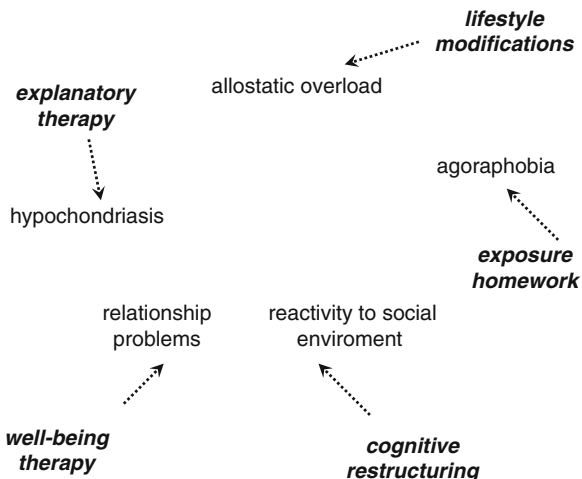 lifestyle
modifications
allostatic overload
explanatory
therapy
agoraphobia
hypochondriasis
exposure
homework
relationship
problems
reactivity to social
enviroment
well-being
therapy
cognitive
restructuring